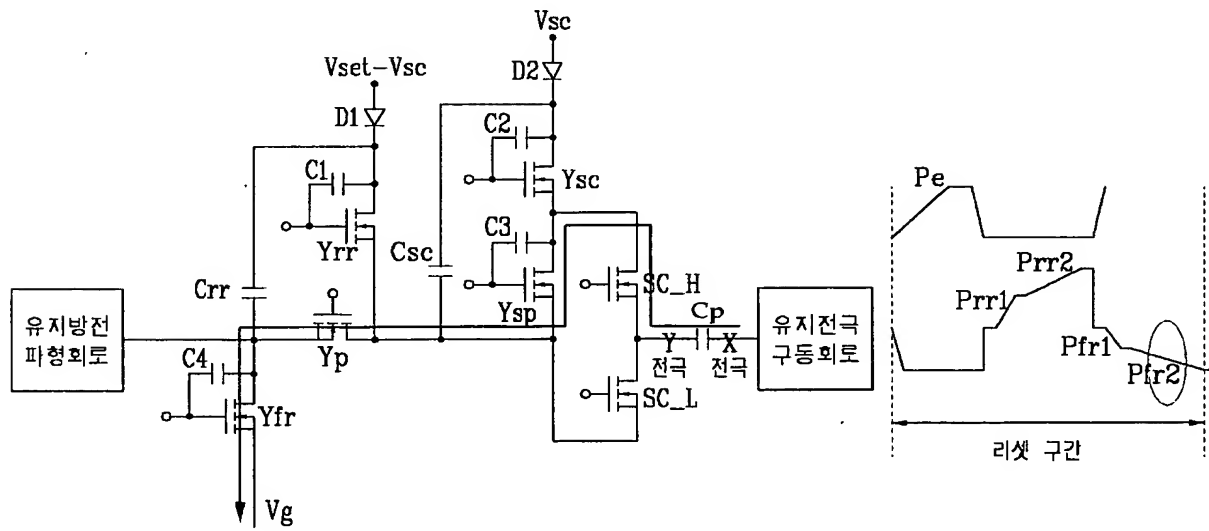 Vsc
Vset-Vsc
D2
D1
C2
C1
Ysc
Pe
C3
Yrr
Csc
Prr2
Crr
SC_H
Prr1
Ysp
Cp
유지방전
파형회로
유지전극
구동회로
Yp
Y
X
전극
전극
Pfr1
C4
Pfr2
SC_L
Yfr
리셋 구간
Vg